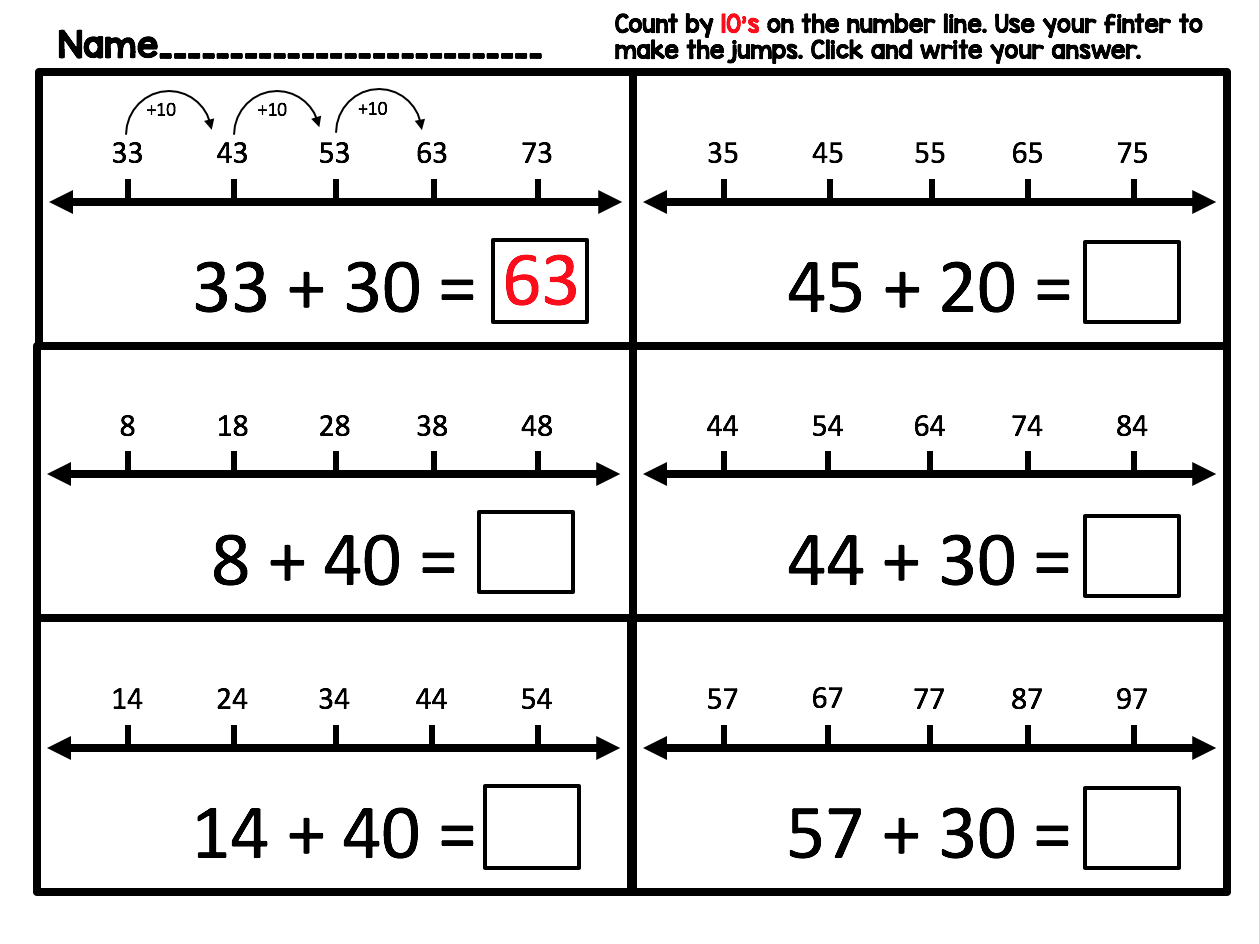 Name___________________________
Count by 10's on the number line. Use your finter to
make the jumps. Click and write your answer.
+10 +10 +10
33 43 53 63 73
33 + 30 = 63
35 45 55 65 75
45 + 20 =
8 18 28 38 48
8 + 40 =
44 54 64 74 84
44 + 30 =
14 24 34 44 54
14 + 40 =
57 67 77 87 97
57 + 30 =